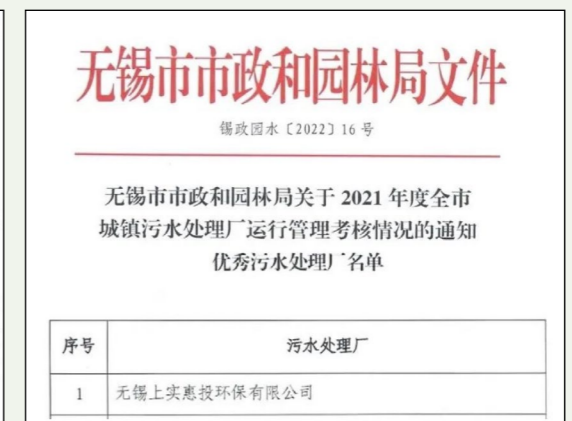 无锡市市政和园林局文件
锡政园水〔2022〕16号
无锡市市政和园林局关于 2021 年度全市
城镇污水处理厂运行管理考核情况的通知
优秀污水处理厂名单
序号 污水处理厂
1 无锡上实惠投环保有限公司